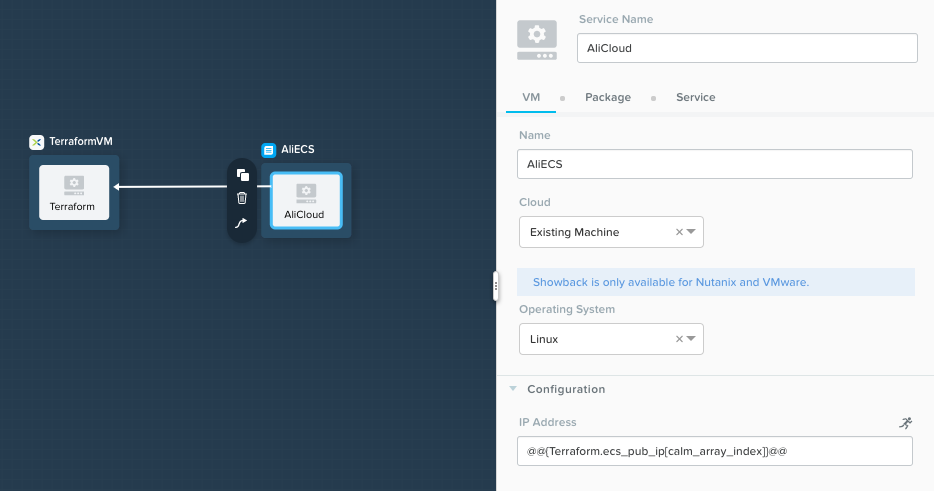 TerraformVM
Terraform
AliECS
AliCloud
Service Name
AliCloud
VM
Package
Service
Name
AliECS
Cloud
Existing Machine
Showback is only available for Nutanix and VMware.
Operating System
Linux
Configuration
IP Address
@@{Terraform.ecs_pub_ip[calm_array_index]}@@